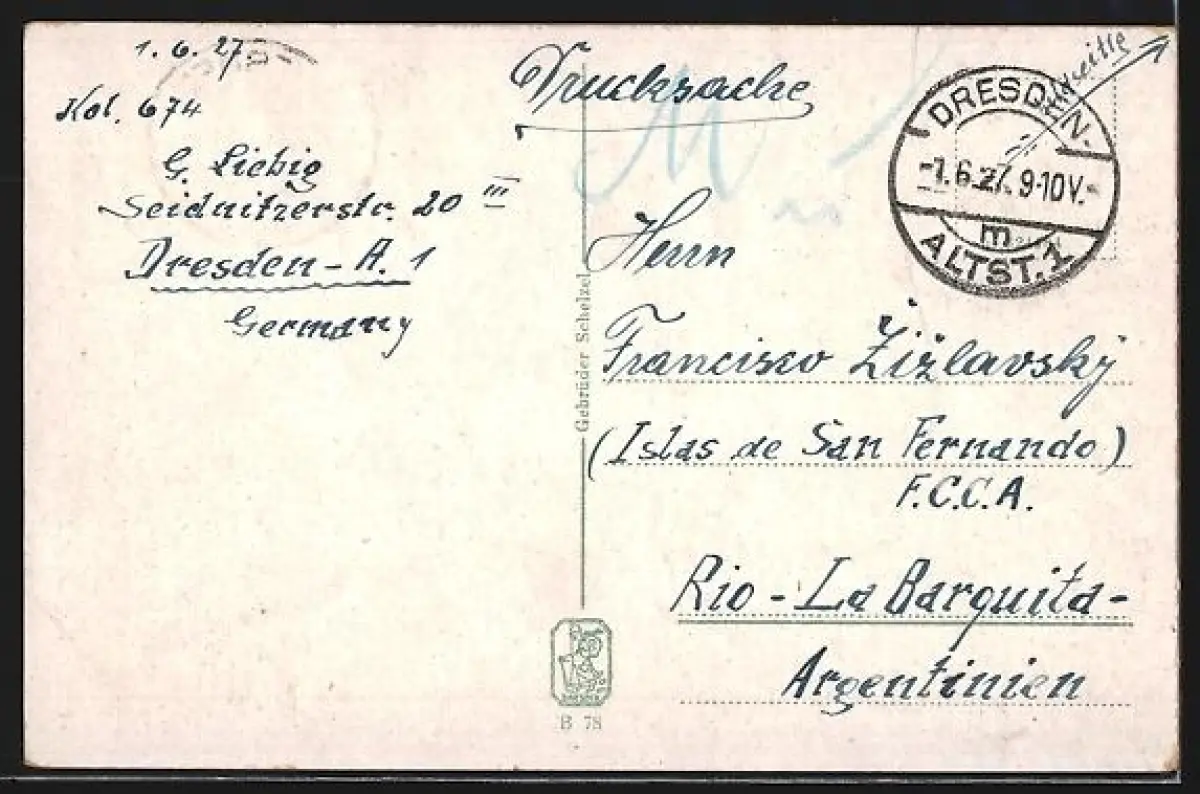 1. 6. 27
Kol. 674
G. Liebig
Seidnitzerstr. 20 III
Dresden-A. 1
Germany
Drucksache
DRESDEN-
-1.6.27. 9-10V.-
m
ALTST. 1
Herrn
Francisco Žižlavský
(Islas de San Fernando)
F.C.C.A.
Rio - La Barquita -
Argentinien
Gebrüder Schelzel
B 78